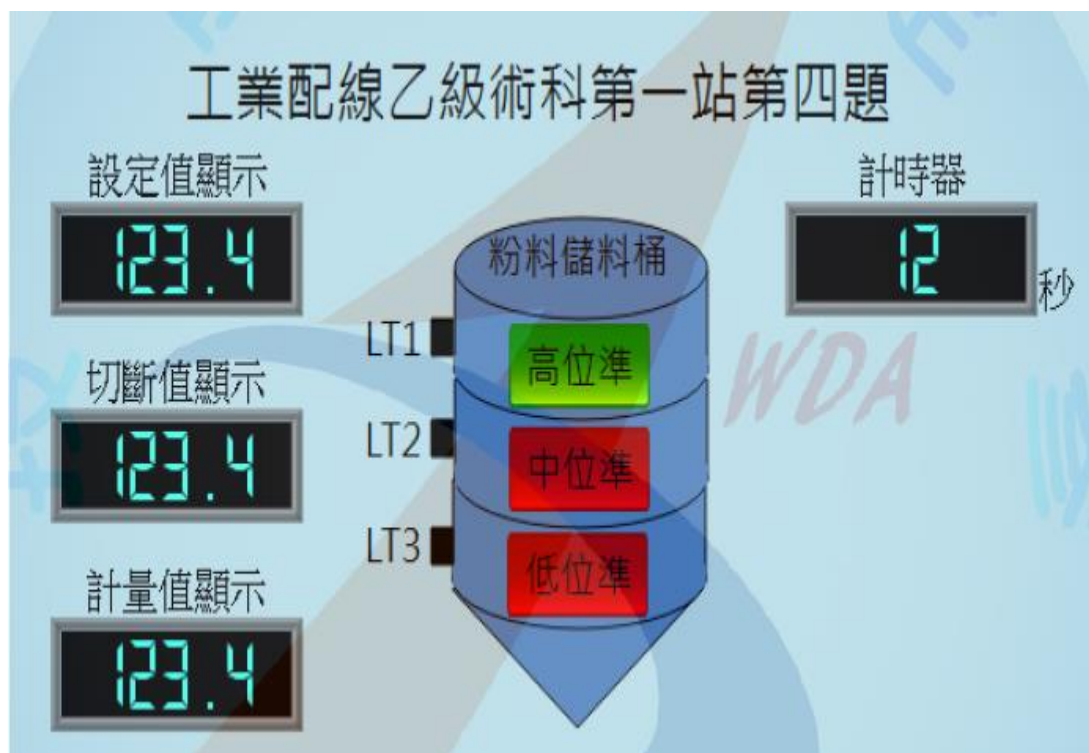 工業配線乙級術科第一站第四題
設定值顯示
123.4
計時器
12
秒
粉料儲料桶
LT1
高位準
WDA
切斷值顯示
123.4
LT2
中位準
LT3
低位準
計量值顯示
123.4